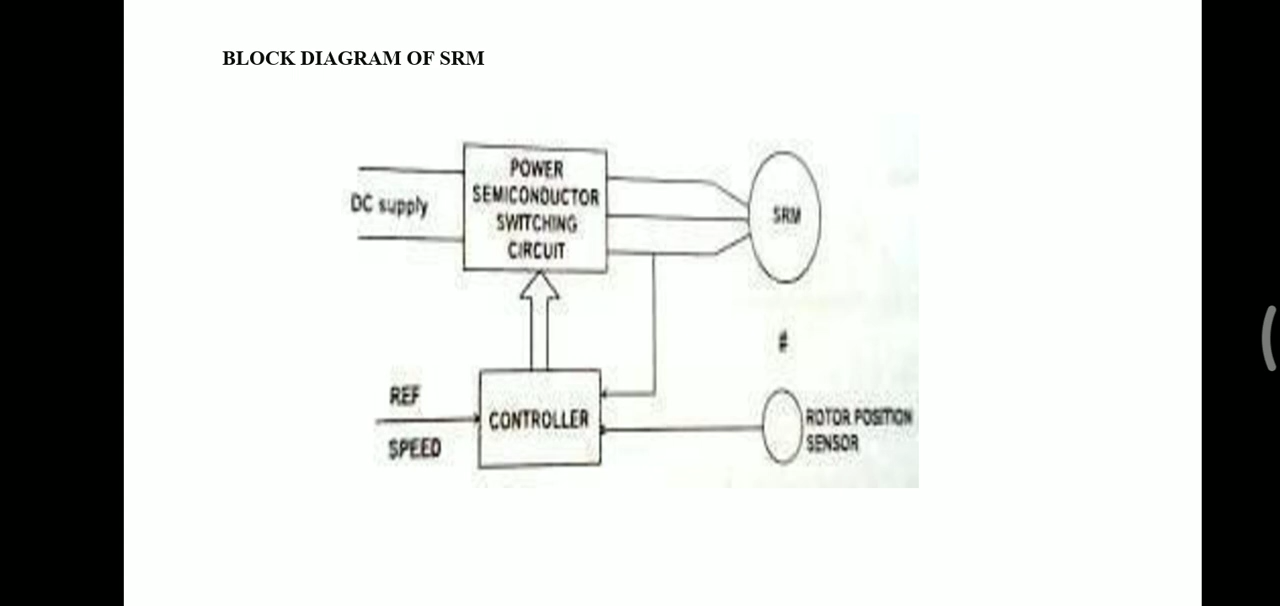 BLOCK DIAGRAM OF SRM
POWER
SEMICONDUCTOR
SWITCHING
CIRCUIT
DC supply
SRM
REF
SPEED
CONTROLLER
ROTOR POSITION
SENSOR